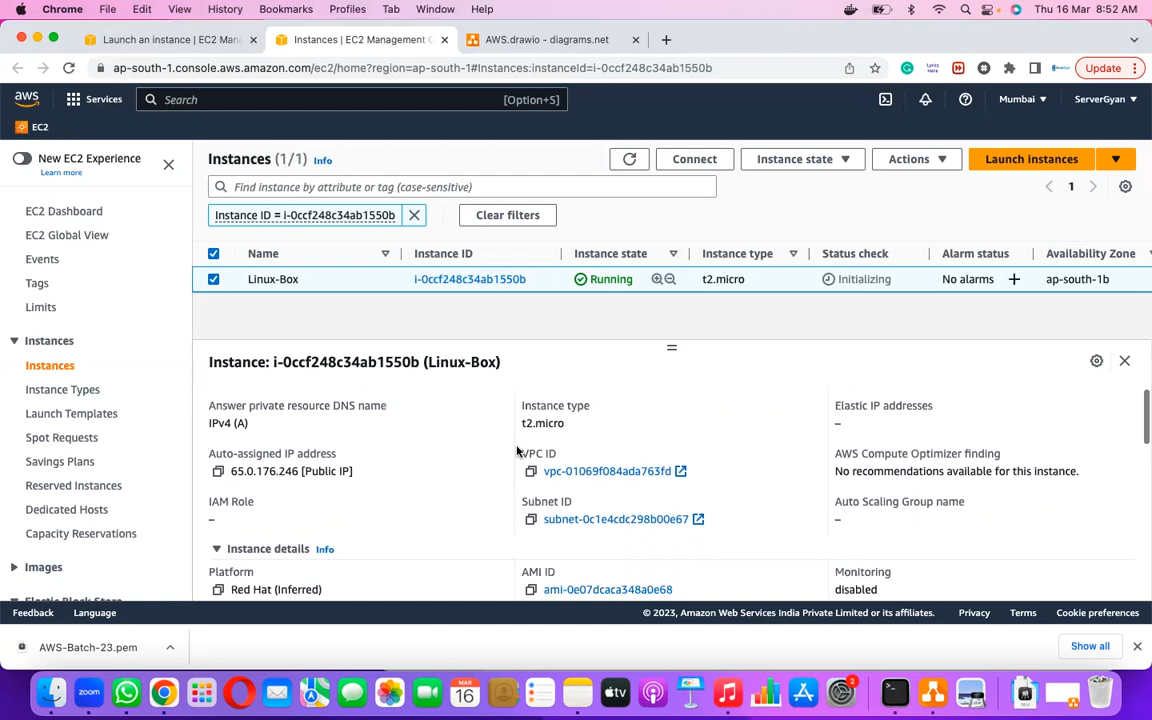 Chrome File Edit View History Bookmarks Profiles Tab Window Help Thu 16 Mar 8:52 AM
Launch an instance | EC2 Mana Instances | EC2 Management C AWS.drawio - diagrams.net
ap-south-1.console.aws.amazon.com/ec2/home?region=ap-south-1#Instances:instanceId=i-0ccf248c34ab1550b Update
aws Services Search [Option+S] Mumbai ServerGyan
EC2
New EC2 Experience
Learn more
EC2 Dashboard
EC2 Global View
Events
Tags
Limits
Instances
Instances
Instance Types
Launch Templates
Spot Requests
Savings Plans
Reserved Instances
Dedicated Hosts
Capacity Reservations
Images
Instances (1/1) Info Connect Instance state Actions Launch instances
Find instance by attribute or tag (case-sensitive) 1
Instance ID = i-0ccf248c34ab1550b Clear filters
Name Instance ID Instance state Instance type Status check Alarm status Availability Zone
Linux-Box i-0ccf248c34ab1550b Running t2.micro Initializing No alarms ap-south-1b
Instance: i-0ccf248c34ab1550b (Linux-Box)
Answer private resource DNS name Instance type Elastic IP addresses
IPv4 (A) t2.micro –
Auto-assigned IP address VPC ID AWS Compute Optimizer finding
65.0.176.246 [Public IP] vpc-01069f084ada763fd No recommendations available for this instance.
IAM Role Subnet ID Auto Scaling Group name
– subnet-0c1e4cdc298b00e67 –
Instance details Info
Platform AMI ID Monitoring
Red Hat (Inferred) ami-0e07dcaca348a0e68 disabled
Feedback Language © 2023, Amazon Web Services India Private Limited or its affiliates. Privacy Terms Cookie preferences
AWS-Batch-23.pem Show all
zoom MAR 16 tv 2